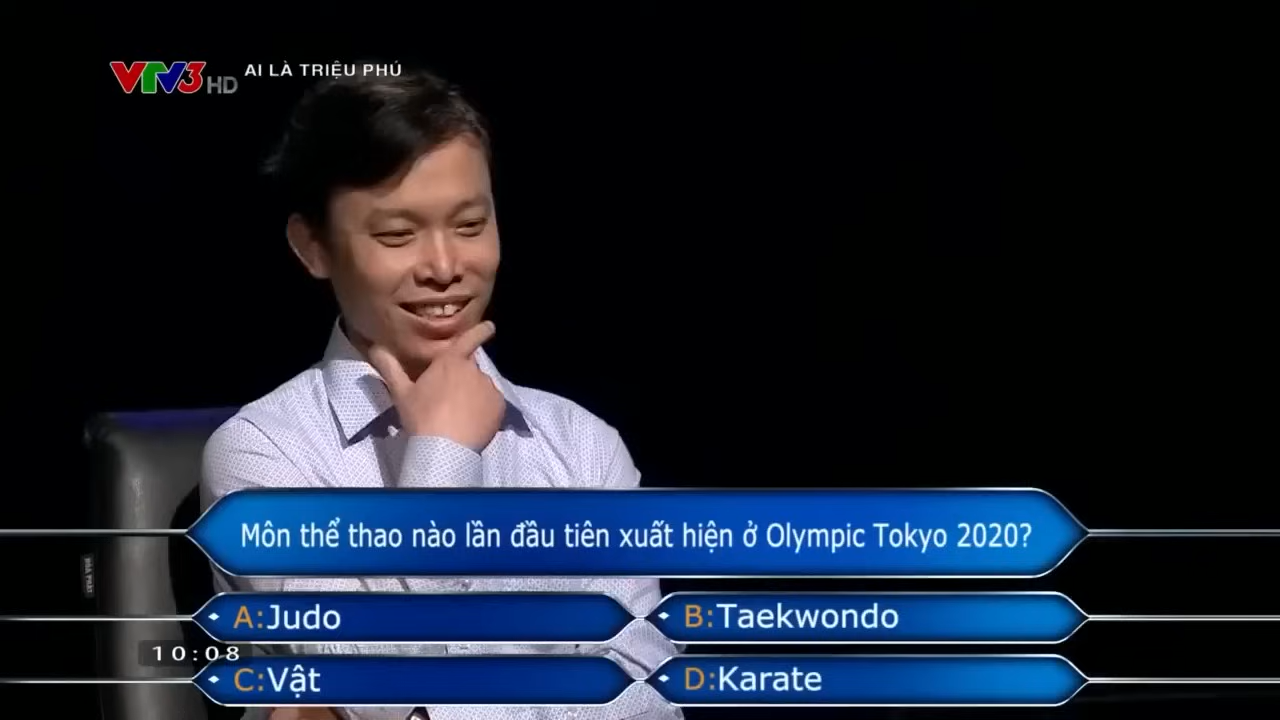 VTV3 HD
AI LÀ TRIỆU PHÚ
Môn thể thao nào lần đầu tiên xuất hiện ở Olympic Tokyo 2020?
A:Judo
B:Taekwondo
10:08
C:Vật
D:Karate